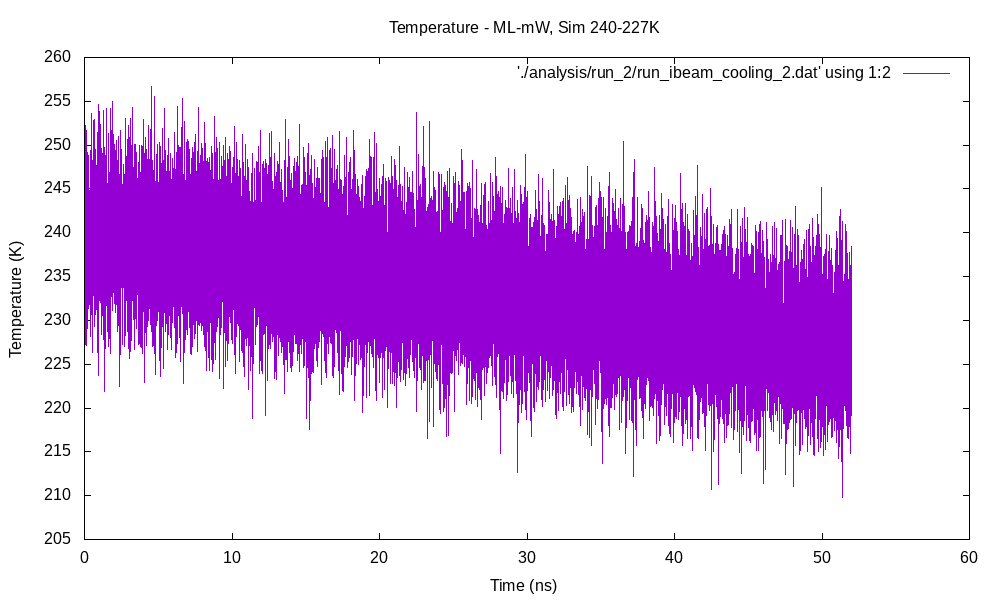 Temperature - ML-mW, Sim 240-227K
'./analysis/run_2/run_ibeam_cooling_2.dat' using 1:2
Temperature (K)
260
255
250
245
240
235
230
225
220
215
210
205
0 10 20 30 40 50 60
Time (ns)